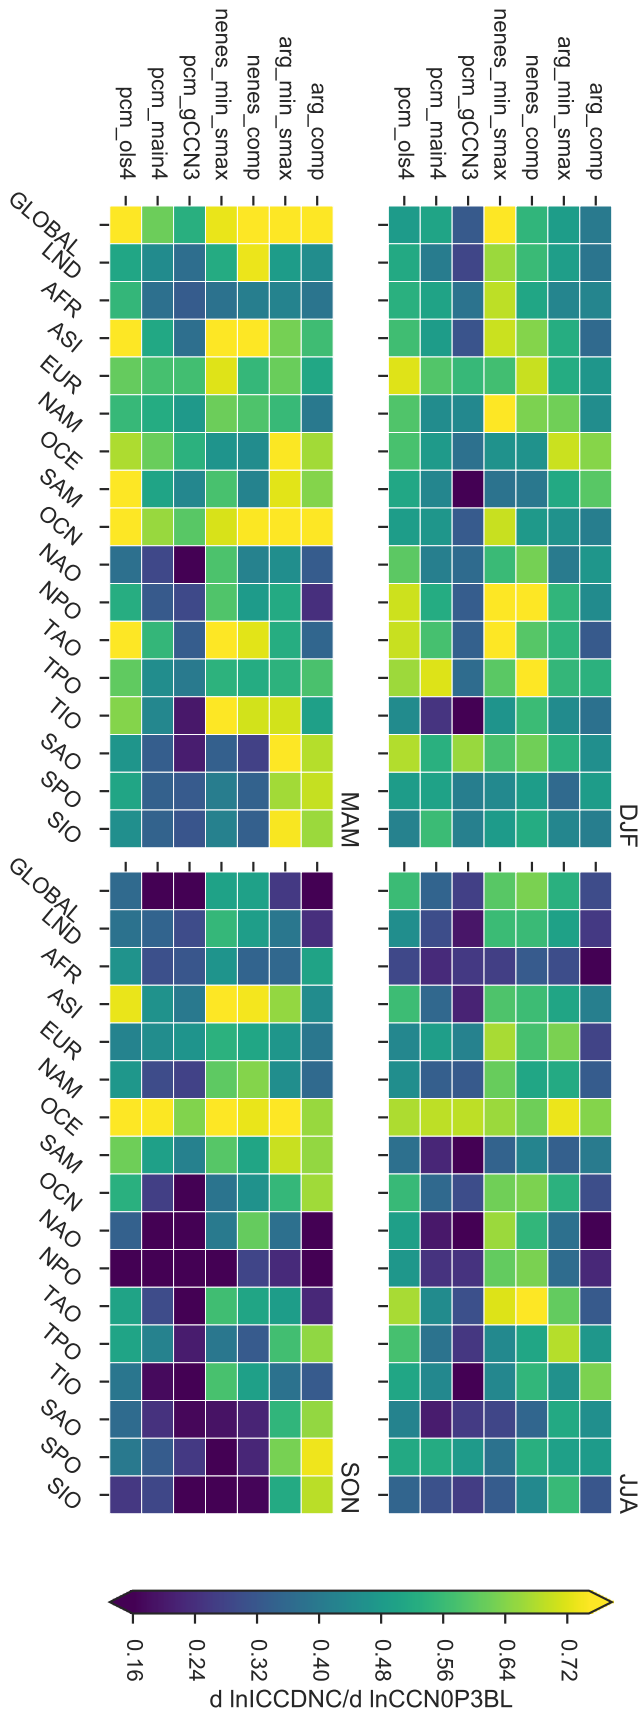 DJF
JJA
arg_comp
arg_min_smax
nenes_comp
nenes_min_smax
pcm_gCCN3
pcm_main4
pcm_ols4
MAM
SON
arg_comp
arg_min_smax
nenes_comp
nenes_min_smax
pcm_gCCN3
pcm_main4
pcm_ols4
GLOBAL
LND
AFR
ASI
EUR
NAM
OCE
SAM
OCN
NAO
NPO
TAO
TPO
TIO
SAO
SPO
SIO
GLOBAL
LND
AFR
ASI
EUR
NAM
OCE
SAM
OCN
NAO
NPO
TAO
TPO
TIO
SAO
SPO
SIO
0.72
0.64
0.56
0.48
0.40
0.32
0.24
0.16
d lnICCDNC/d lnCCN0P3BL